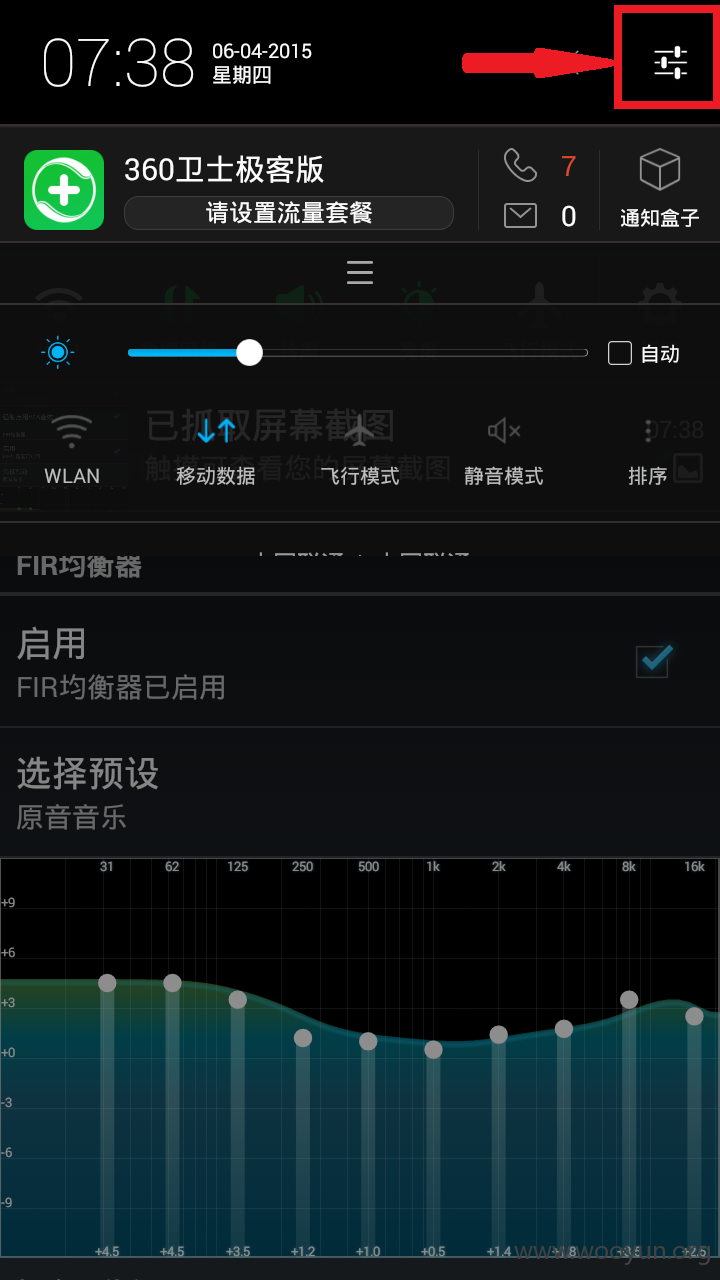 07:38
06-04-2015
星期四
360卫士极客版
请设置流量套餐
7
0
通知盒子
自动
已抓取屏幕截图
07:38
触摸可查看您的屏幕截图
WLAN
移动数据
飞行模式
静音模式
排序
FIR均衡器
启用
FIR均衡器已启用
选择预设
原音音乐
31 62 125 250 500 1k 2k 4k 8k 16k
+9
+6
+3
+0
-3
-6
-9
+4.5 +4.5 +3.5 +1.2 +1.0 +0.5 +1.4 +1.8 +3.5 +2.5
www.wooyun.org